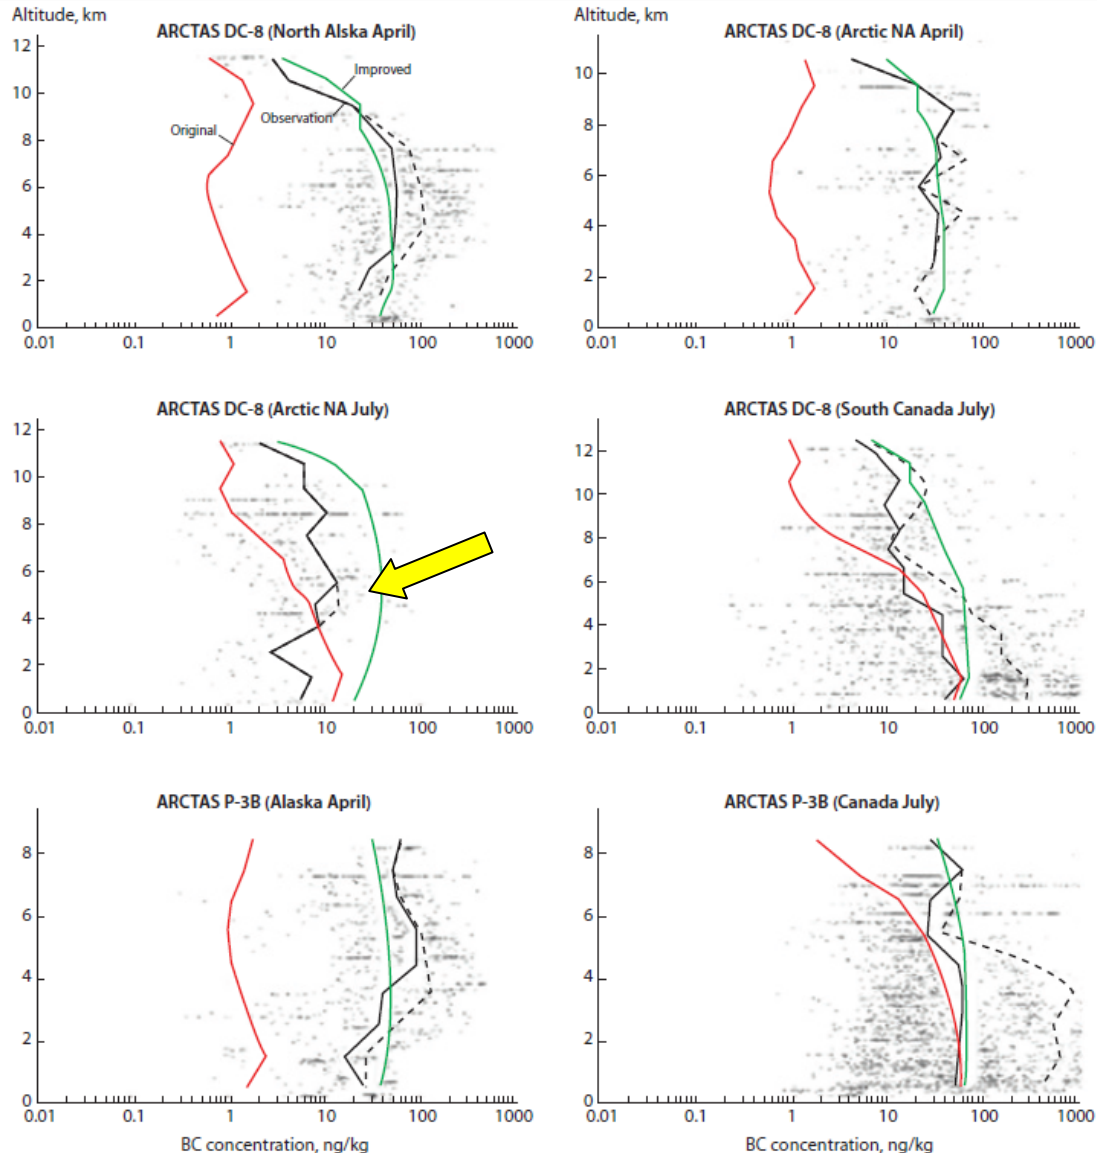 Altitude, km
Altitude, km
ARCTAS DC-8 (North Alska April)
ARCTAS DC-8 (Arctic NA April)
12
10
8
6
4
2
0
Improved
Observation
Original
0.01 0.1 1 10 100 1000
10
8
6
4
2
0
0.01 0.1 1 10 100 1000
ARCTAS DC-8 (Arctic NA July)
ARCTAS DC-8 (South Canada July)
12
10
8
6
4
2
0
0.01 0.1 1 10 100 1000
12
10
8
6
4
2
0
0.01 0.1 1 10 100 1000
ARCTAS P-3B (Alaska April)
ARCTAS P-3B (Canada July)
8
6
4
2
0
0.01 0.1 1 10 100 1000
BC concentration, ng/kg
8
6
4
2
0
0.01 0.1 1 10 100 1000
BC concentration, ng/kg